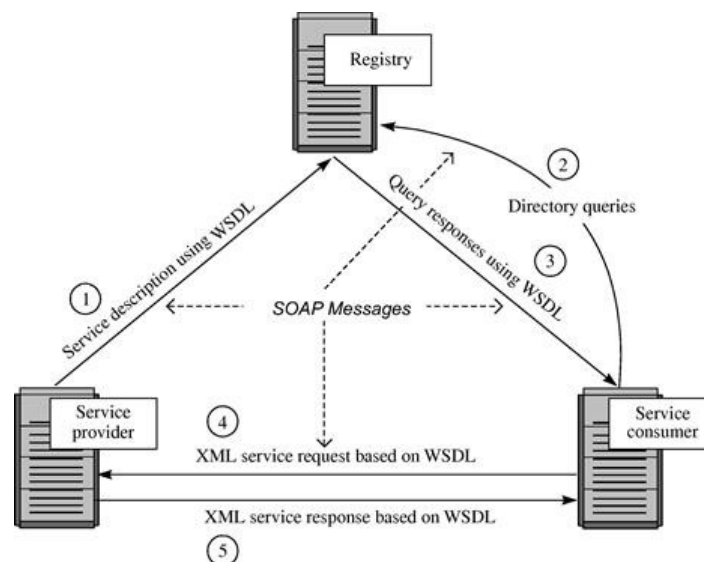 Registry
2
Directory queries
Query responses using WSDL
3
1
Service description using WSDL
SOAP Messages
Service
provider
Service
consumer
4
XML service request based on WSDL
XML service response based on WSDL
5